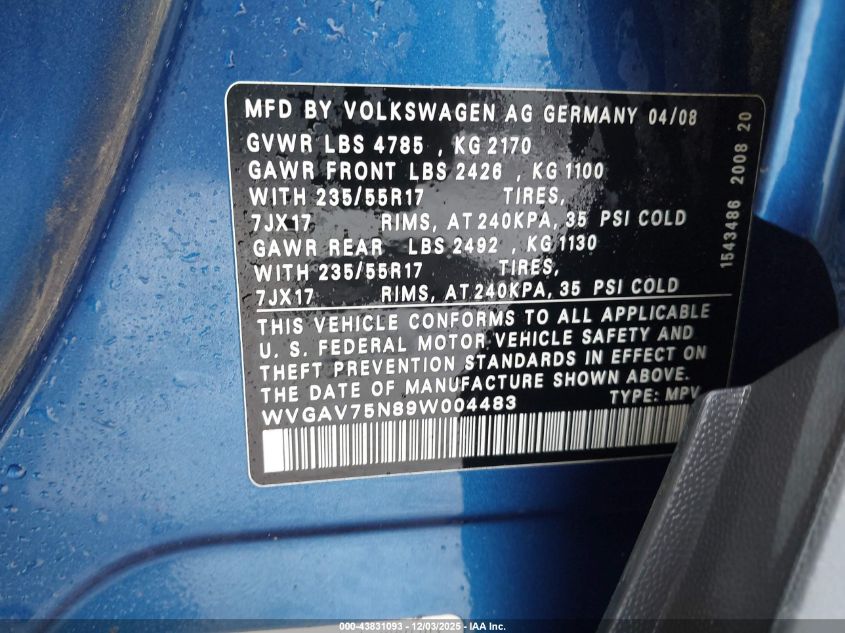 MFD BY VOLKSWAGEN AG GERMANY 04/08
GVWR LBS 4785 , KG 2170
GAWR FRONT LBS 2426 , KG 1100
WITH 235/55R17 TIRES,
7JX17 RIMS, AT 240KPA, 35 PSI COLD
GAWR REAR LBS 2492 , KG 1130
WITH 235/55R17 TIRES,
7JX17 RIMS, AT 240KPA, 35 PSI COLD
THIS VEHICLE CONFORMS TO ALL APPLICABLE
U. S. FEDERAL MOTOR VEHICLE SAFETY AND
THEFT PREVENTION STANDARDS IN EFFECT ON
THE DATE OF MANUFACTURE SHOWN ABOVE.
WVGAV75N89W004483 TYPE: MPV
1543486 2008 20
000-43831093 - 12/03/2025 - IAA Inc.